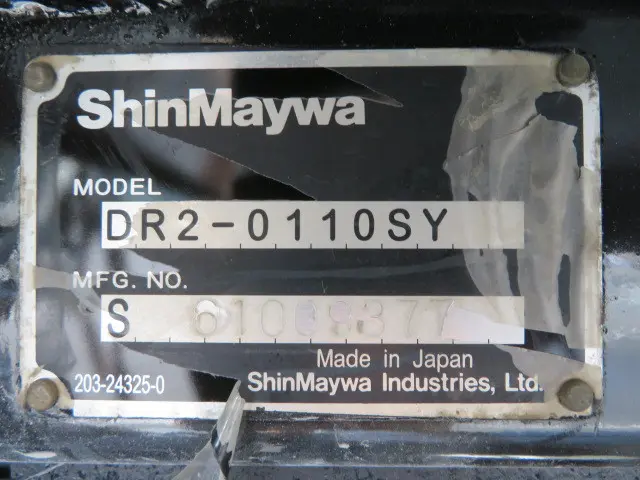 ShinMaywa
MODEL
DR2-0110SY
MFG. NO.
S
Made in Japan
203-24325-0 ShinMaywa Industries, Ltd.